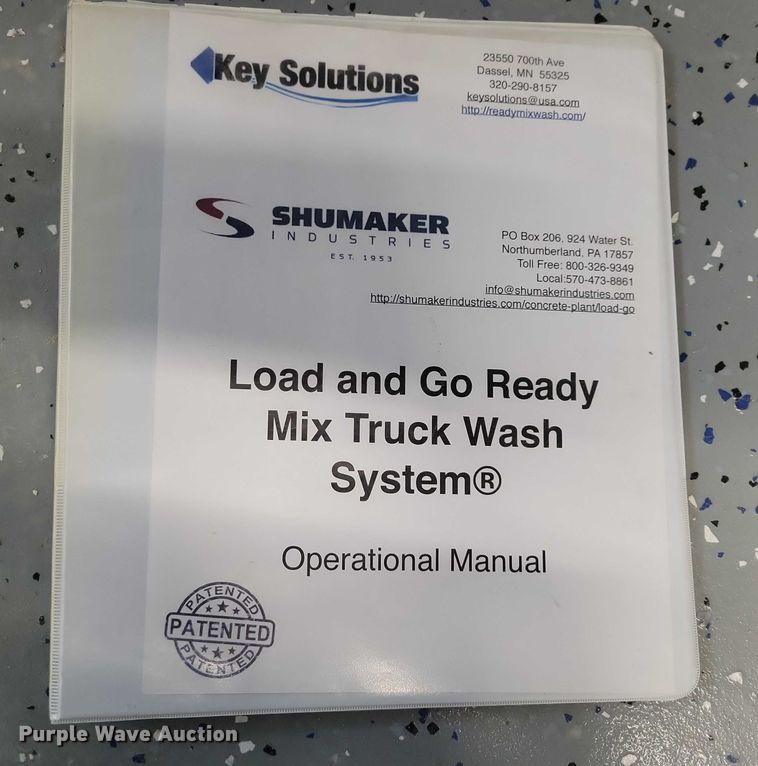 Key Solutions
23550 700th Ave
Dassel, MN 55325
320-290-8157
keysolutions@usa.com
http://readymixwash.com/
SHUMAKER
INDUSTRIES
EST. 1953
PO Box 206, 924 Water St.
Northumberland, PA 17857
Toll Free: 800-326-9349
Local:570-473-8861
info@shumakerindustries.com
http://shumakerindustries.com/concrete-plant/load-go
Load and Go Ready
Mix Truck Wash
System®
Operational Manual
PATENTED
PATENTED
PATENTED
Purple Wave Auction